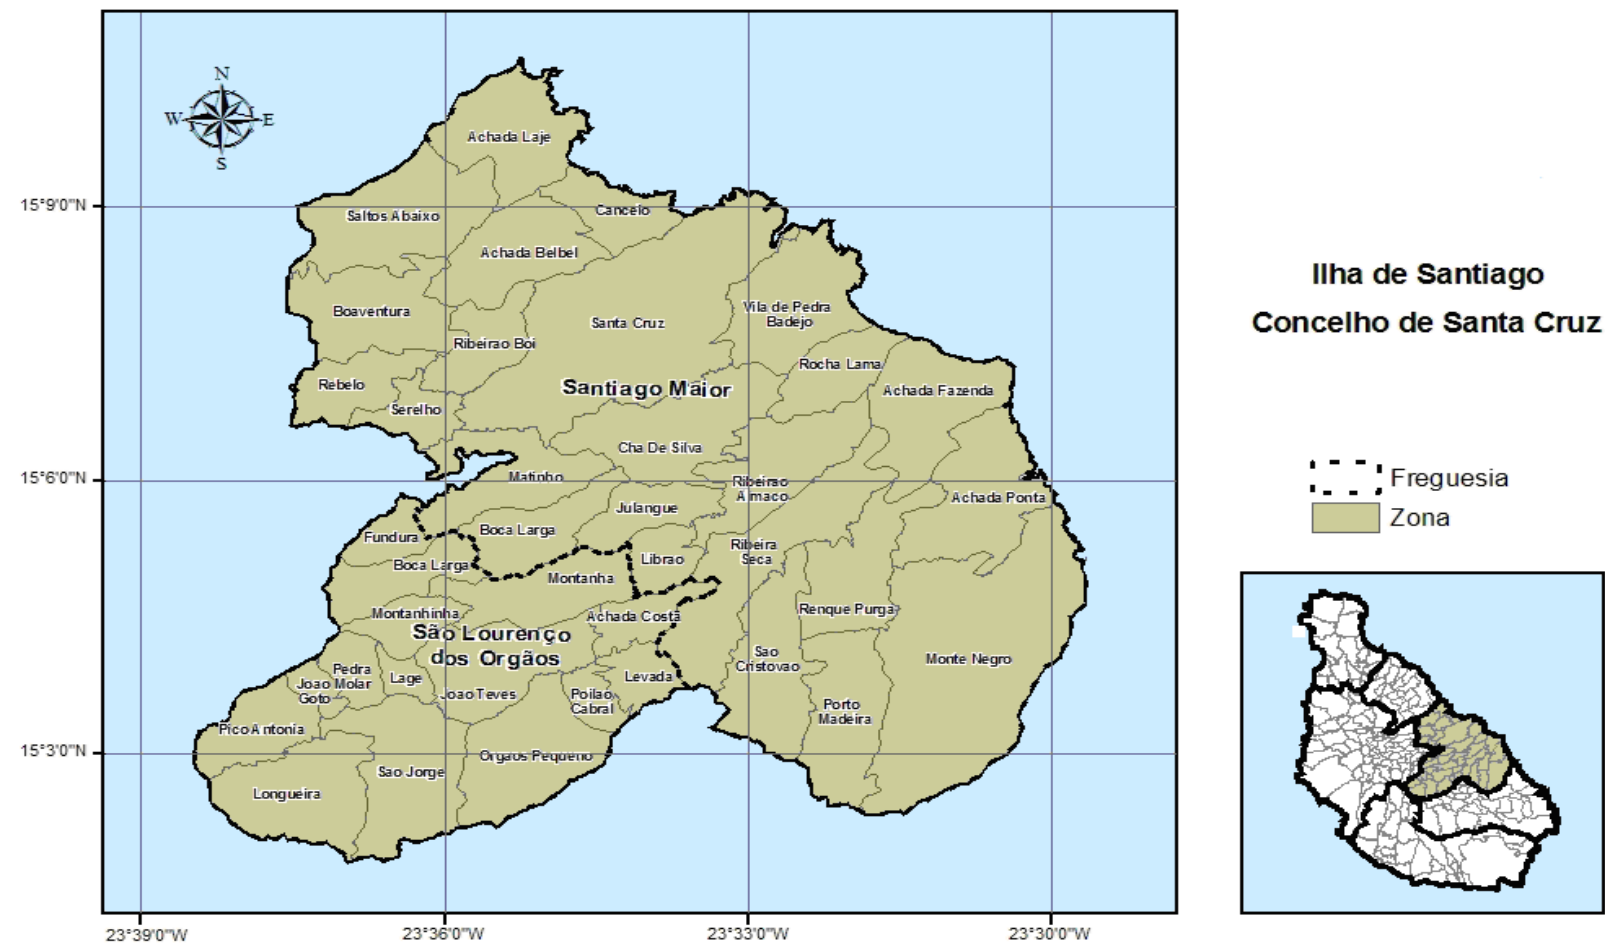 N
W
E
S
15°9'0"N
15°6'0"N
15°3'0"N
23°39'0"W
23°36'0"W
23°33'0"W
23°30'0"W
Achada Laje
Saltos Abaixo
Cancelo
Achada Belbel
Boaventura
Santa Cruz
Vila de Pedra
Badejo
Ribeirao Boi
Rocha Lama
Rebelo
Santiago Maior
Achada Fazenda
Serelho
Cha De Silva
Matinho
Ribeirao
Almaco
Achada Ponta
Julangue
Boca Larga
Fundura
Ribeira
Seca
Librao
Boca Larga
Montanha
Montanhinha
Achada Costa
Renque Purga
São Lourenço
dos Orgãos
Sao
Cristovao
Monte Negro
Pedra
Molar
Lage
Levada
Joao
Goto
Joao Teves
Poilao
Cabral
Porto
Madeira
Pico Antonia
Orgaos Pequeno
Sao Jorge
Longueira
Ilha de Santiago
Concelho de Santa Cruz
Freguesia
Zona